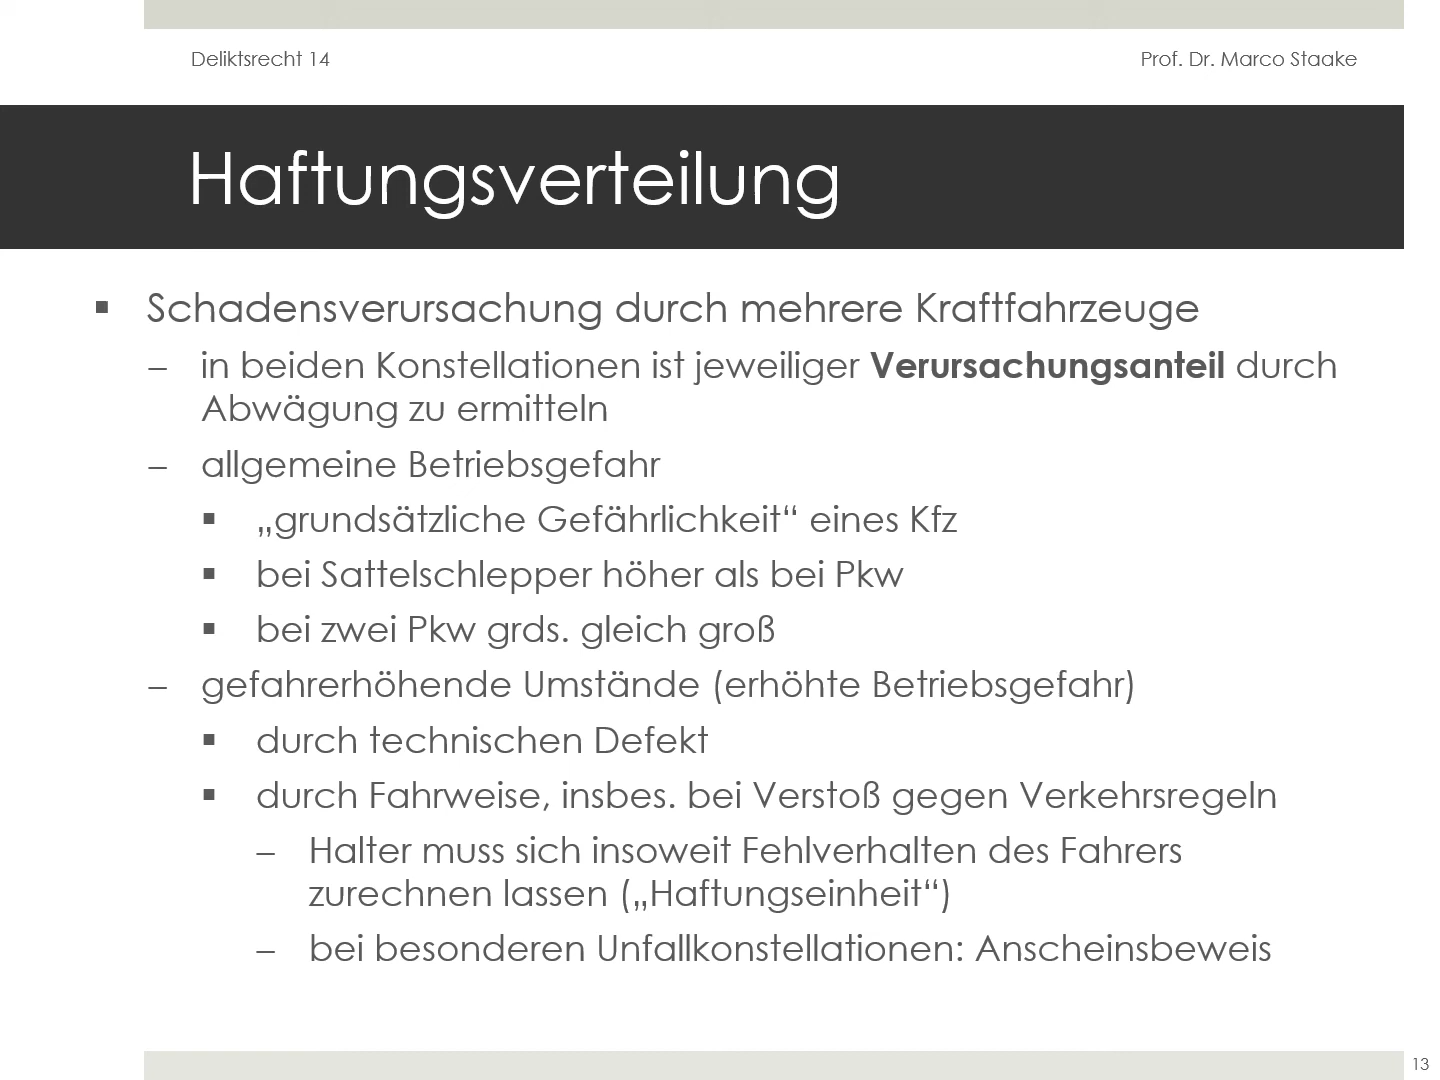 Deliktsrecht 14
Prof. Dr. Marco Staake
Haftungsverteilung
▪ Schadensverursachung durch mehrere Kraftfahrzeuge
– in beiden Konstellationen ist jeweiliger Verursachungsanteil durch
Abwägung zu ermitteln
– allgemeine Betriebsgefahr
▪ „grundsätzliche Gefährlichkeit“ eines Kfz
▪ bei Sattelschlepper höher als bei Pkw
▪ bei zwei Pkw grds. gleich groß
– gefahrerhöhende Umstände (erhöhte Betriebsgefahr)
▪ durch technischen Defekt
▪ durch Fahrweise, insbes. bei Verstoß gegen Verkehrsregeln
– Halter muss sich insoweit Fehlverhalten des Fahrers
zurechnen lassen („Haftungseinheit“)
– bei besonderen Unfallkonstellationen: Anscheinsbeweis
13